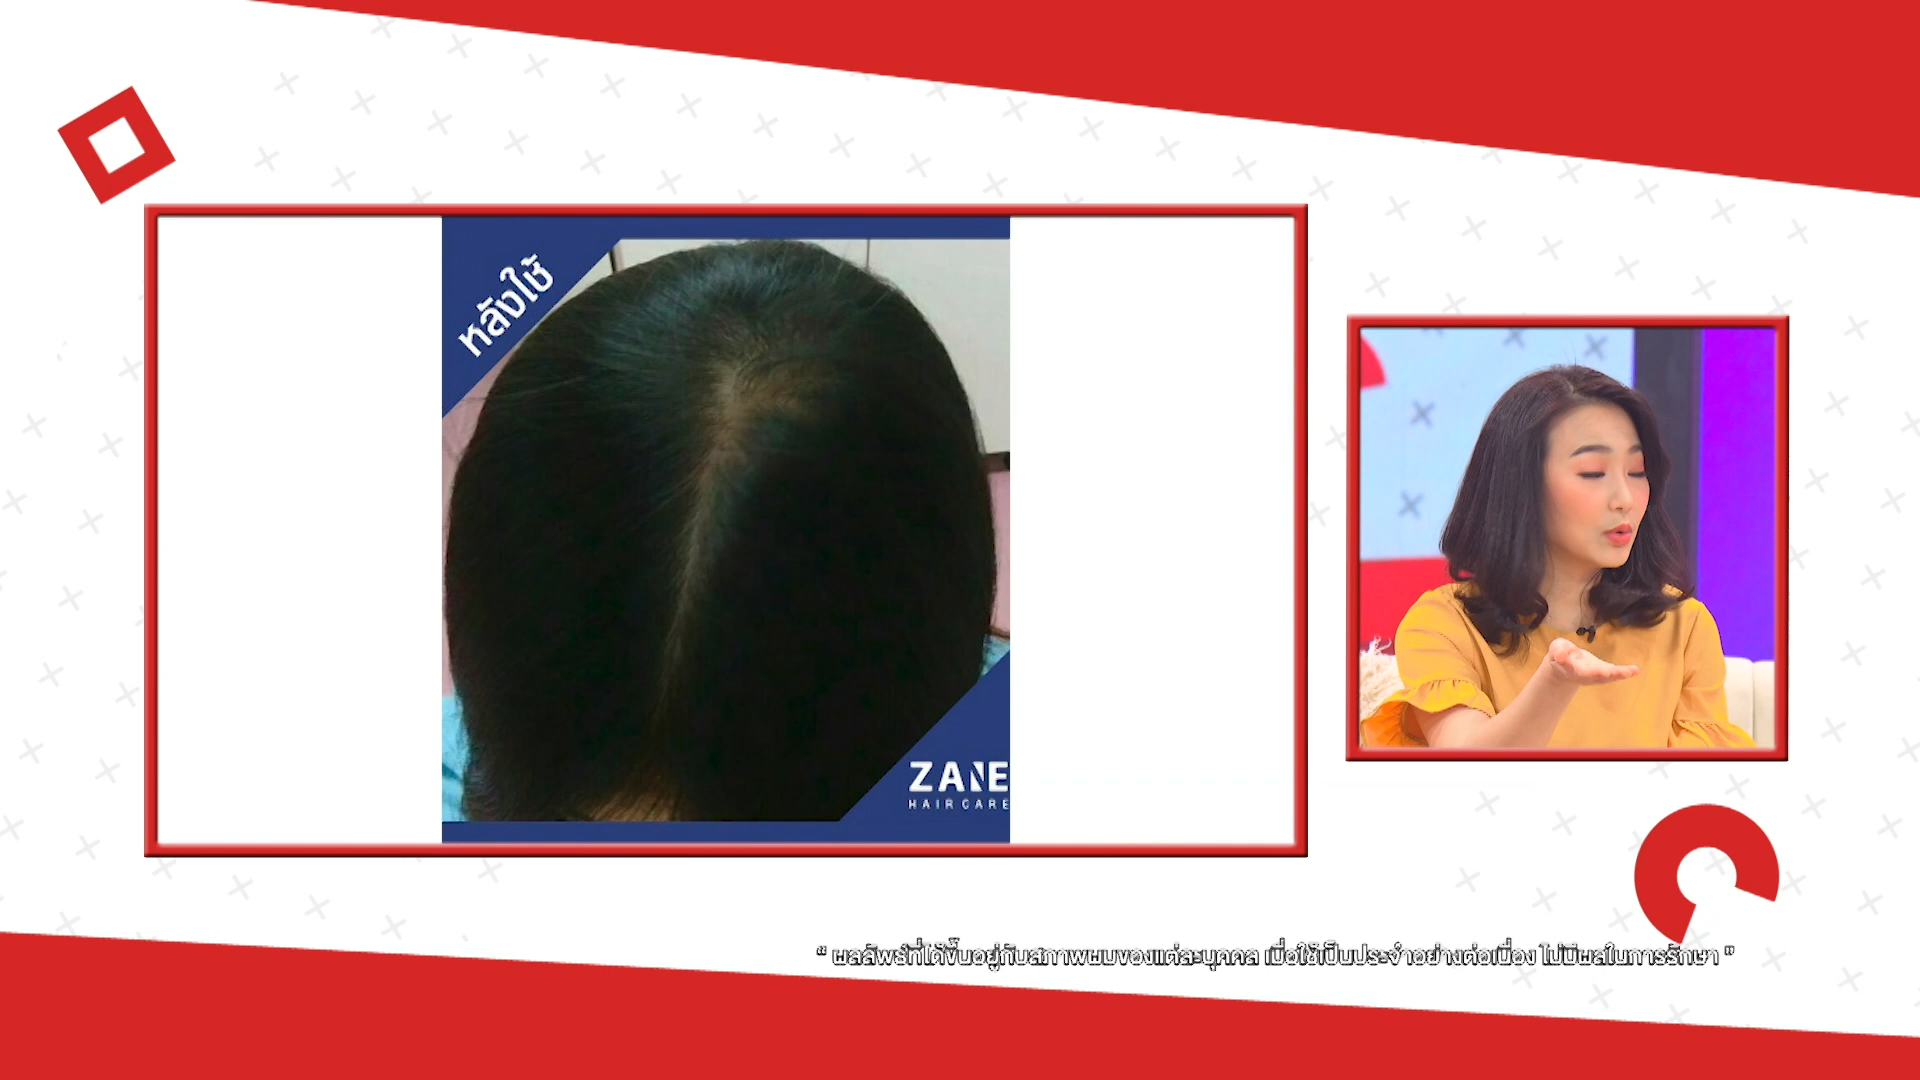 หลังใช้
ZANE
HAIR CARE
“ ผลลัพธ์ที่ได้ขึ้นอยู่กับสภาพผมของแต่ละบุคคล เมื่อใช้เป็นประจำอย่างต่อเนื่อง ไม่มีผลในการรักษา ”